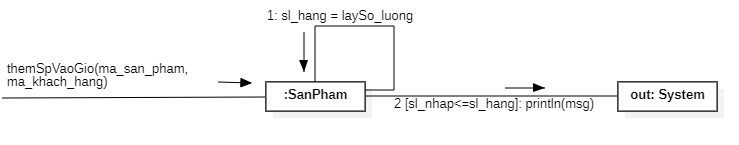 1: sl_hang = laySo_luong
themSpVaoGio(ma_san_pham,
ma_khach_hang)
:SanPham
out: System
2 [sl_nhap<=sl_hang]: println(msg)